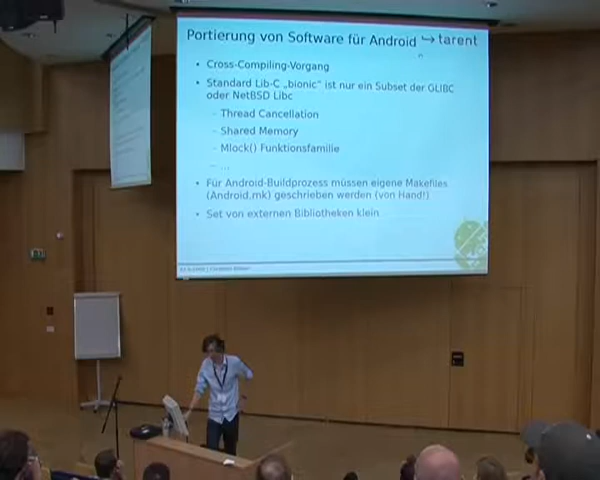 Portierung von Software für Android
tarent
• Cross-Compiling-Vorgang
• Standard Lib-C „bionic“ ist nur ein Subset der GLIBC
oder NetBSD Libc
– Thread Cancellation
– Shared Memory
– Mlock() Funktionsfamilie
– ...
• Für Android-Buildprozess müssen eigene Makefiles
(Android.mk) geschrieben werden (von Hand!)
• Set von externen Bibliotheken klein